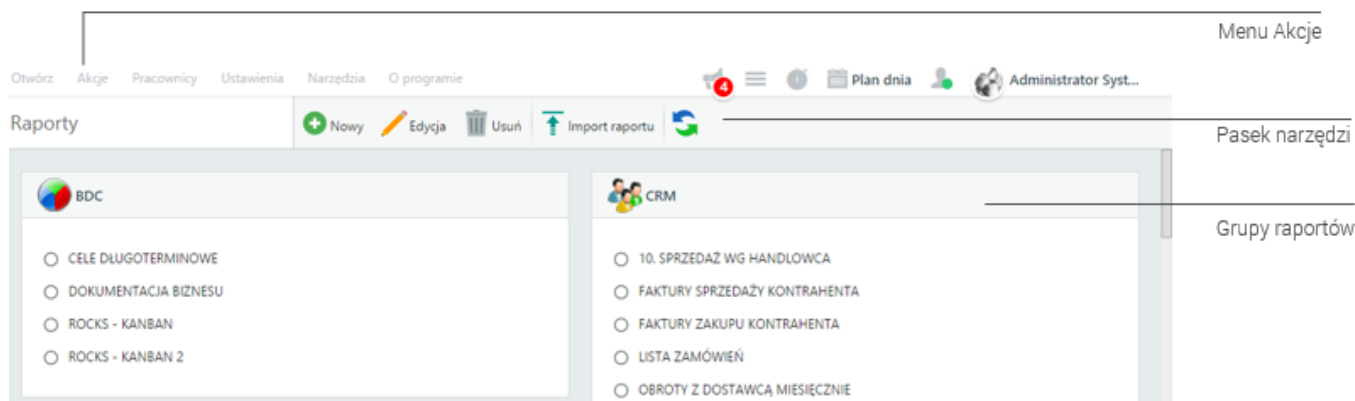 Menu Akcje
Otwórz Akcje Pracownicy Ustawienia Narzędzia O programie
4 Plan dnia Administrator Syst...
Raporty
Nowy Edycja Usuń Import raportu
Pasek narzędzi
BDC
CELE DŁUGOTERMINOWE
DOKUMENTACJA BIZNESU
ROCKS - KANBAN
ROCKS - KANBAN 2
CRM
10. SPRZEDAŻ WG HANDLOWCA
FAKTURY SPRZEDAŻY KONTRAHENTA
FAKTURY ZAKUPU KONTRAHENTA
LISTA ZAMÓWIEŃ
OBROTY Z DOSTAWCĄ MIESIĘCZNIE
Grupy raportów